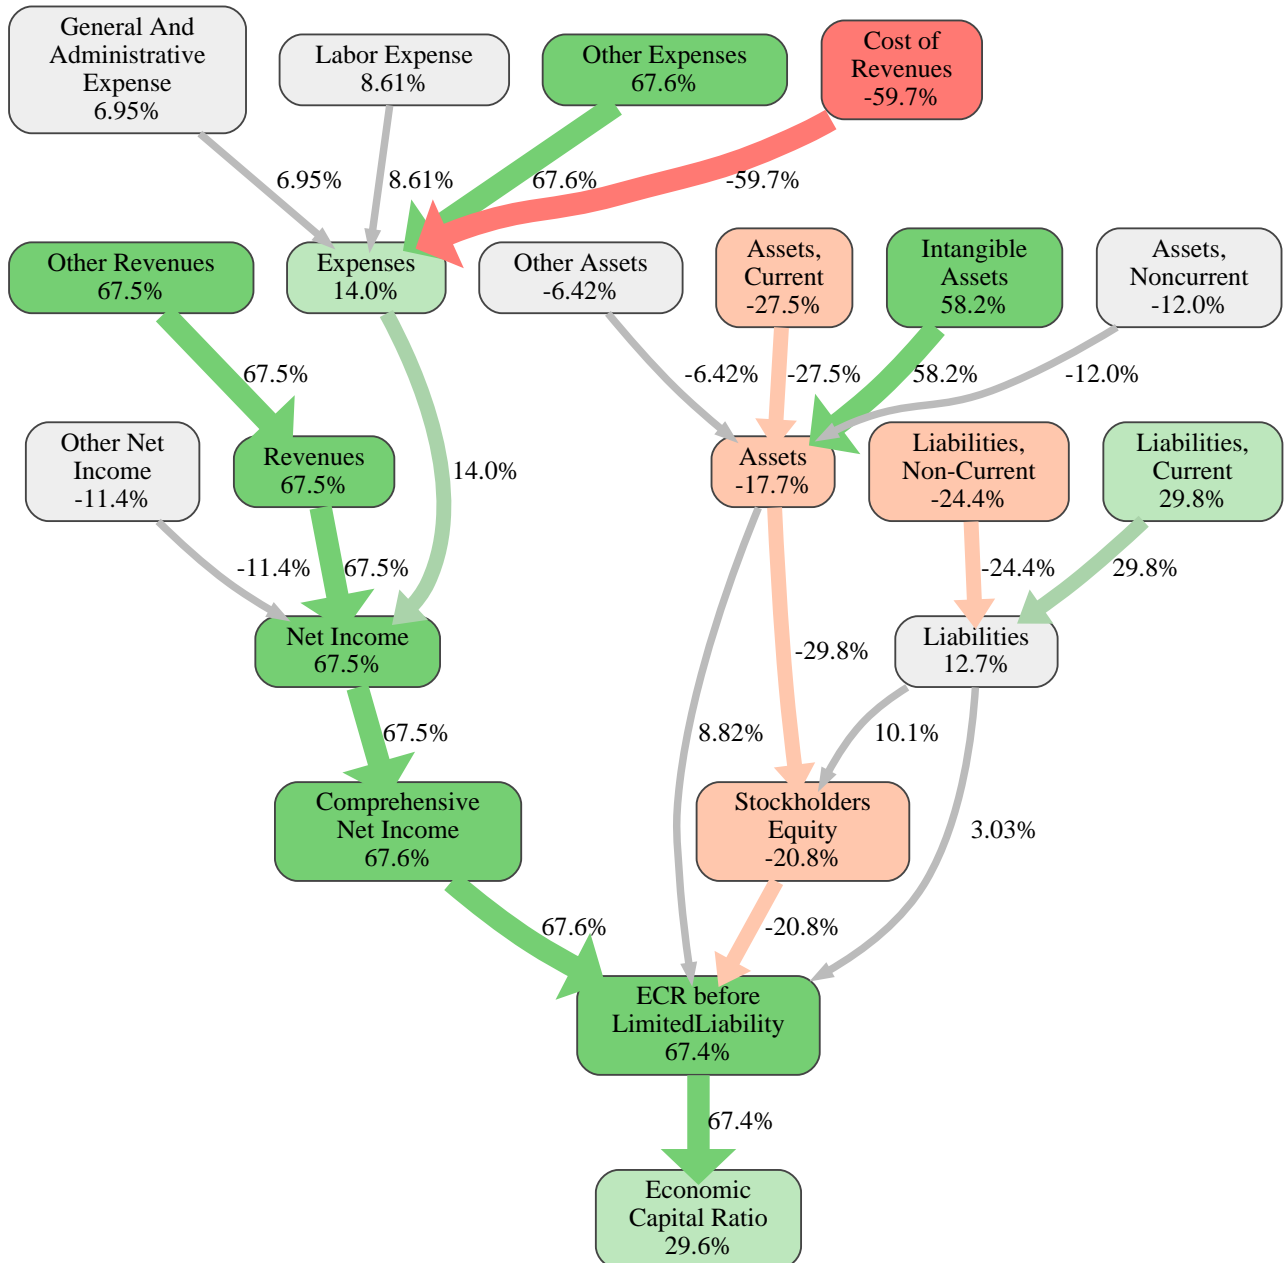 General And
Administrative
Expense
6.95%
Labor Expense
8.61%
Other Expenses
67.6%
Cost of
Revenues
-59.7%
6.95%
8.61%
67.6%
-59.7%
Other Revenues
67.5%
Expenses
14.0%
Other Assets
-6.42%
Assets,
Current
-27.5%
Intangible
Assets
58.2%
Assets,
Noncurrent
-12.0%
67.5%
-6.42%
-27.5%
58.2%
-12.0%
Other Net
Income
-11.4%
Revenues
67.5%
14.0%
Assets
-17.7%
Liabilities,
Non-Current
-24.4%
Liabilities,
Current
29.8%
-11.4%
67.5%
-24.4%
29.8%
Net Income
67.5%
-29.8%
Liabilities
12.7%
67.5%
8.82%
10.1%
Comprehensive
Net Income
67.6%
Stockholders
Equity
-20.8%
3.03%
67.6%
-20.8%
ECR before
LimitedLiability
67.4%
67.4%
Economic
Capital Ratio
29.6%